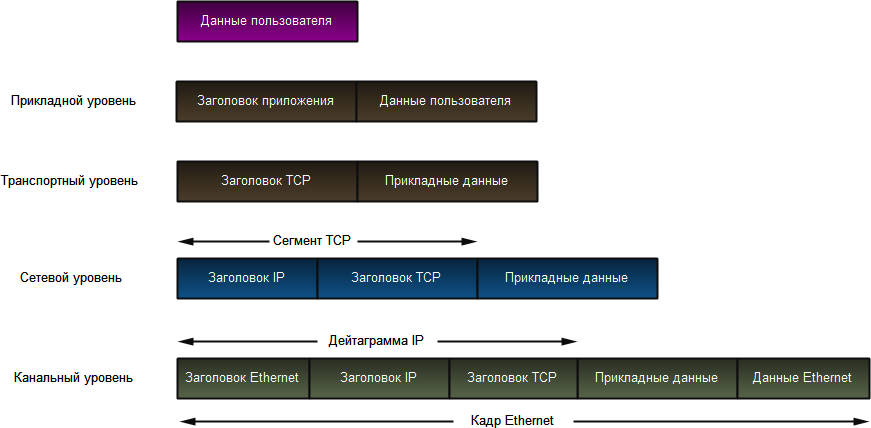 Данные пользователя
Прикладной уровень Заголовок приложения Данные пользователя
Транспортный уровень Заголовок TCP Прикладные данные
Сегмент TCP
Сетевой уровень Заголовок IP Заголовок TCP Прикладные данные
Дейтаграмма IP
Канальный уровень Заголовок Ethernet Заголовок IP Заголовок TCP Прикладные данные Данные Ethernet
Кадр Ethernet